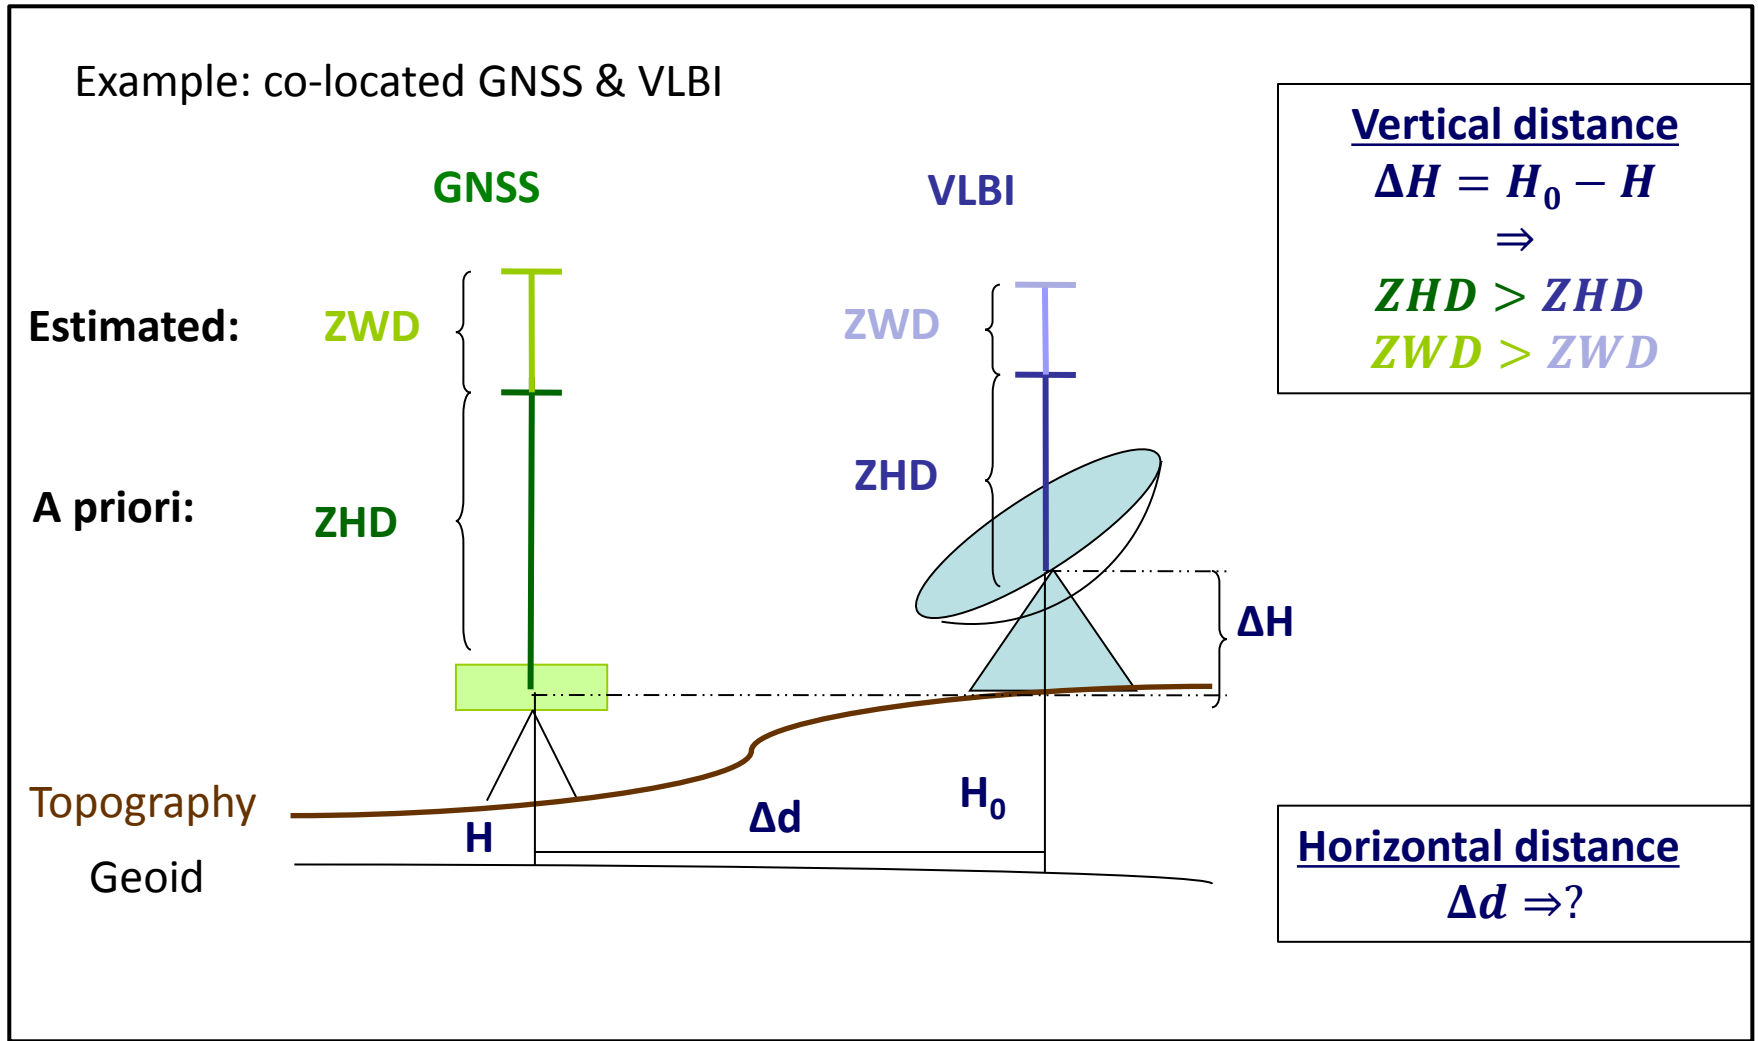 Example: co-located GNSS & VLBI
GNSS
VLBI
Estimated:
ZWD
ZWD
A priori:
ZHD
ZHD
ΔH
Topography
Geoid
H
Δd
H₀
Vertical distance
ΔH = H₀ − H
⇒
ZHD > ZHD
ZWD > ZWD
Horizontal distance
Δd ⇒?